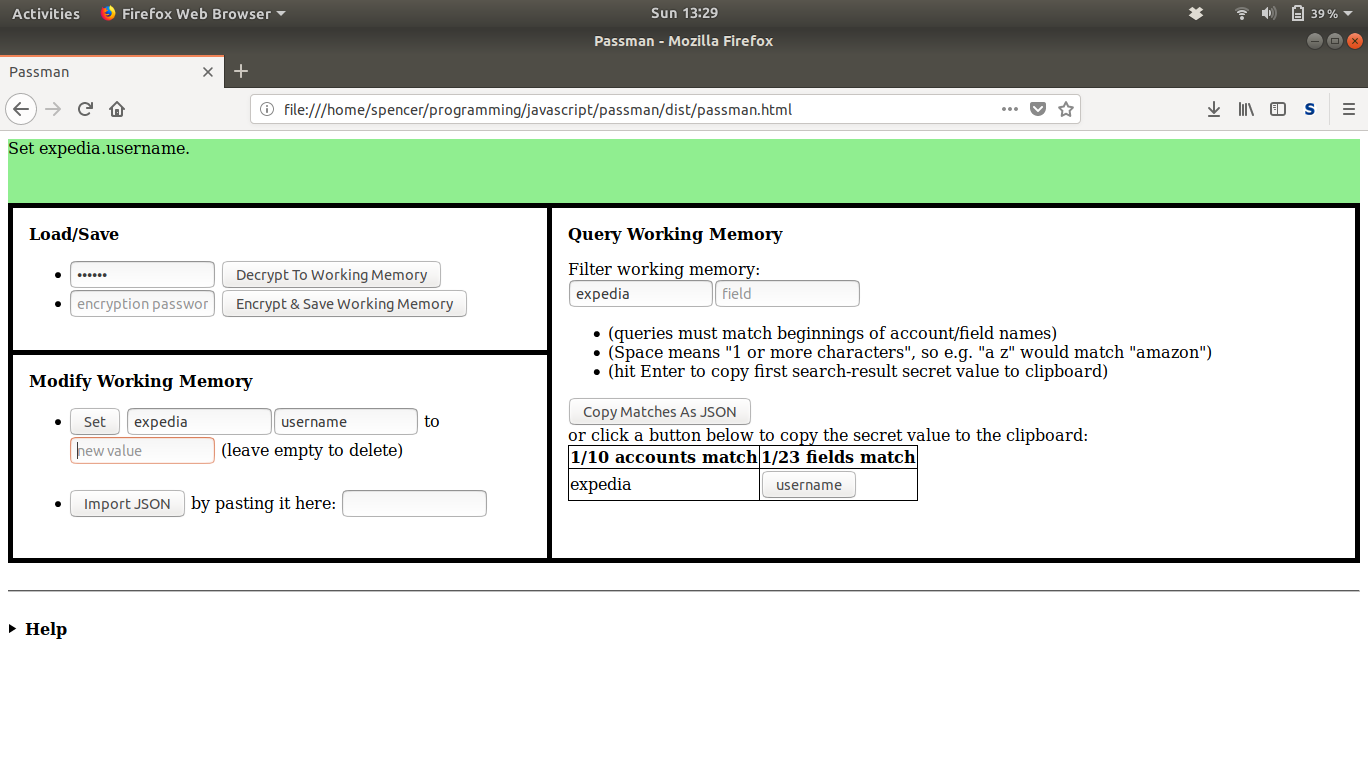 Activities Firefox Web Browser Sun 13:29 39%
Passman - Mozilla Firefox
Passman
file:///home/spencer/programming/javascript/passman/dist/passman.html S
Set expedia.username.
Load/Save
•••••• Decrypt To Working Memory
encryption passwor Encrypt & Save Working Memory
Modify Working Memory
Set expedia username to
new value (leave empty to delete)
Import JSON by pasting it here:
Query Working Memory
Filter working memory:
expedia field
(queries must match beginnings of account/field names)
(Space means "1 or more characters", so e.g. "a z" would match "amazon")
(hit Enter to copy first search-result secret value to clipboard)
Copy Matches As JSON
or click a button below to copy the secret value to the clipboard:
1/10 accounts match 1/23 fields match
expedia username
Help